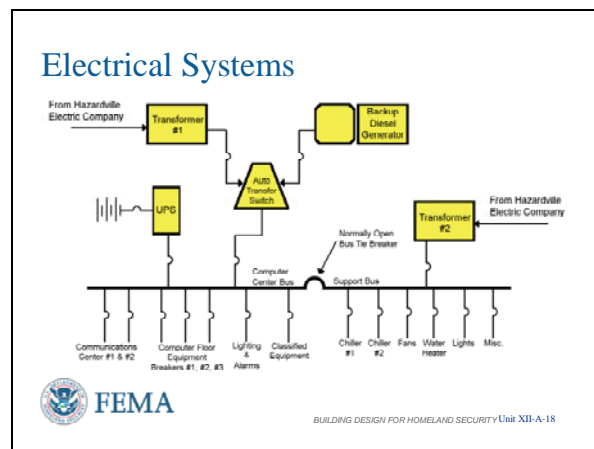 Electrical Systems
From Hazardville
Electric Company
Transformer
#1
Backup
Diesel
Generator
Auto
Transfer
Switch
UPS
From Hazardville
Electric Company
Transformer
#2
Normally Open
Bus Tie Breaker
Computer
Center Bus
Support Bus
Communications
Center #1 & #2
Computer Floor
Equipment
Breakers #1, #2, #3
Lighting
&
Alarms
Classified
Equipment
Chiller
#1
Chiller
#2
Fans
Water
Heater
Lights
Misc.
FEMA
BUILDING DESIGN FOR HOMELAND SECURITY Unit XII-A-18